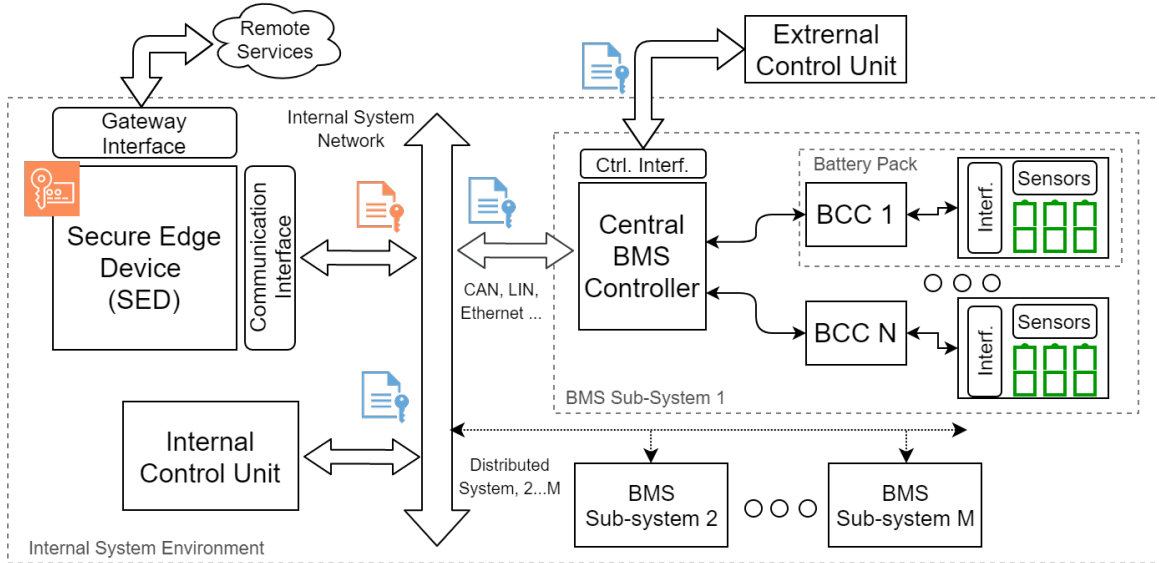 Remote
Services
Extrernal
Control Unit
Gateway
Interface
Internal System
Network
Ctrl. Interf.
Battery Pack
Secure Edge
Device
(SED)
Communication
Interface
Central
BMS
Controller
BCC 1
Interf.
Sensors
CAN, LIN,
Ethernet ...
BCC N
Interf.
Sensors
BMS Sub-System 1
Internal
Control Unit
Distributed
System, 2...M
BMS
Sub-system 2
BMS
Sub-system M
Internal System Environment